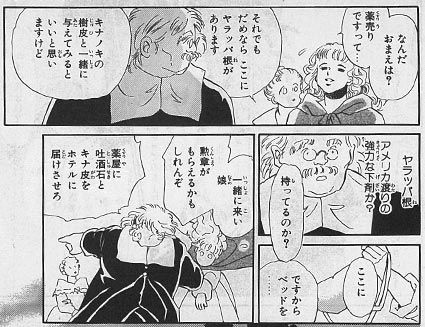 なんだ
おまえは?
薬売り
ですって……
それでも
だめなら ここに
ヤラッパ根が
あります
キナノキの
樹皮と一緒に
与えてみると
いいと思い
ますけど
ヤラッパ根
アメリカ渡りの
強力な下剤か?
持ってるのか?
ここに
ですから
ベッドを
…………
一緒に来い
娘
勲章が
もらえるかも
しれんぞ
薬屋に
吐酒石と
キナ皮を
ホテルに
届けさせろ